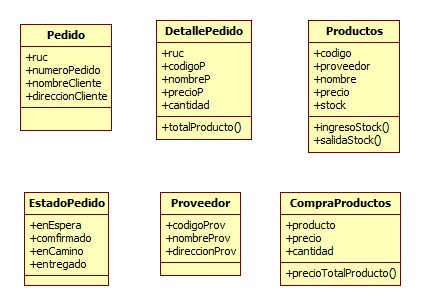 Pedido
+ruc
+numeroPedido
+nombreCliente
+direccionCliente
DetallePedido
+ruc
+codigoP
+nombreP
+precioP
+cantidad
+totalProducto()
Productos
+codigo
+proveedor
+nombre
+precio
+stock
+ingresoStock()
+salidaStock()
EstadoPedido
+enEspera
+comfirmado
+enCamino
+entregado
Proveedor
+codigoProv
+nombreProv
+direccionProv
CompraProductos
+producto
+precio
+cantidad
+precioTotalProducto()